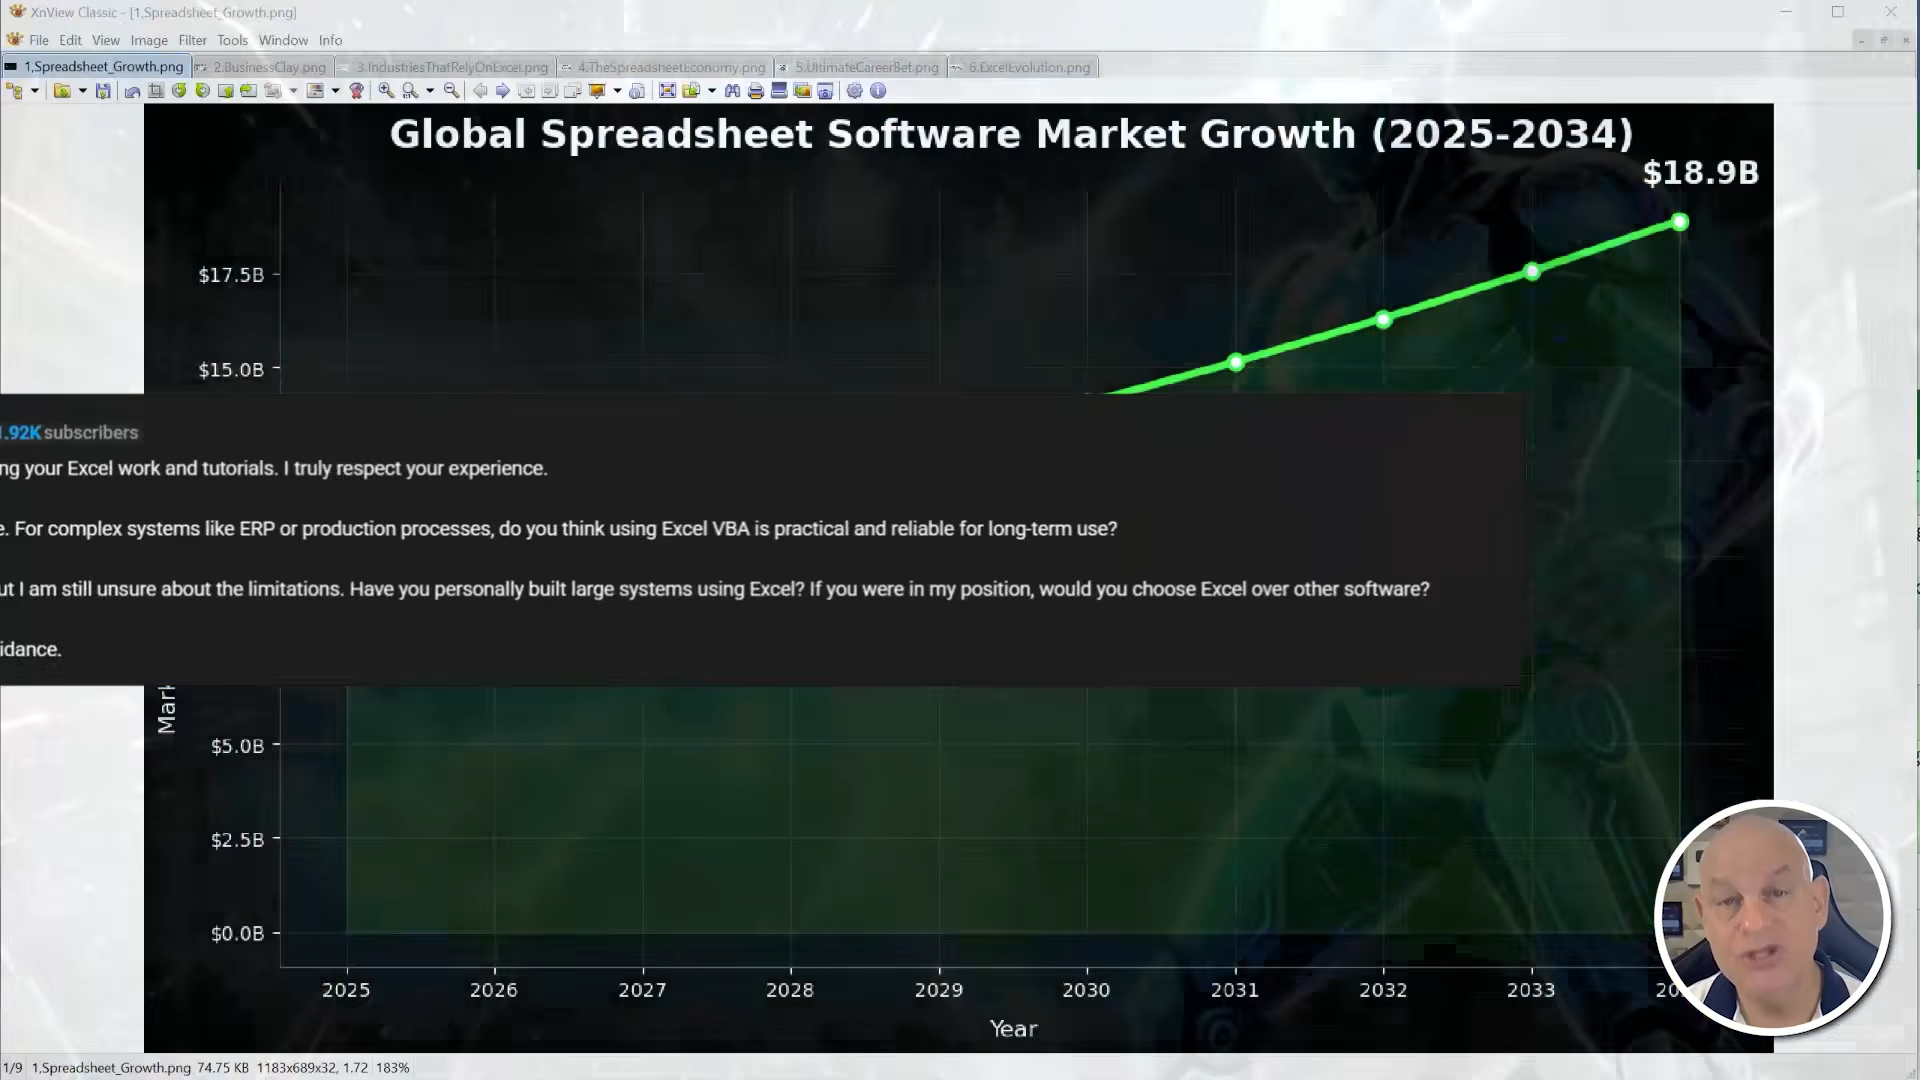 XnView Classic - [1,Spreadsheet_Growth.png]
File Edit View Image Filter Tools Window Info
1,Spreadsheet_Growth.png 2.BusinessClay.png 3.IndustriesThatRelyOnExcel.png 4.TheSpreadsheetEconomy.png 5.UltimateCareerBet.png 6.ExcelEvolution.png
Global Spreadsheet Software Market Growth (2025-2034)
$18.9B
$17.5B
$15.0B
1.92K subscribers
ng your Excel work and tutorials. I truly respect your experience.
e. For complex systems like ERP or production processes, do you think using Excel VBA is practical and reliable for long-term use?
ut I am still unsure about the limitations. Have you personally built large systems using Excel? If you were in my position, would you choose Excel over other software?
idance.
Mark
$5.0B
$2.5B
$0.0B
2025 2026 2027 2028 2029 2030 2031 2032 2033
Year
1/9 1,Spreadsheet_Growth.png 74.75 KB 1183x689x32, 1.72 183%